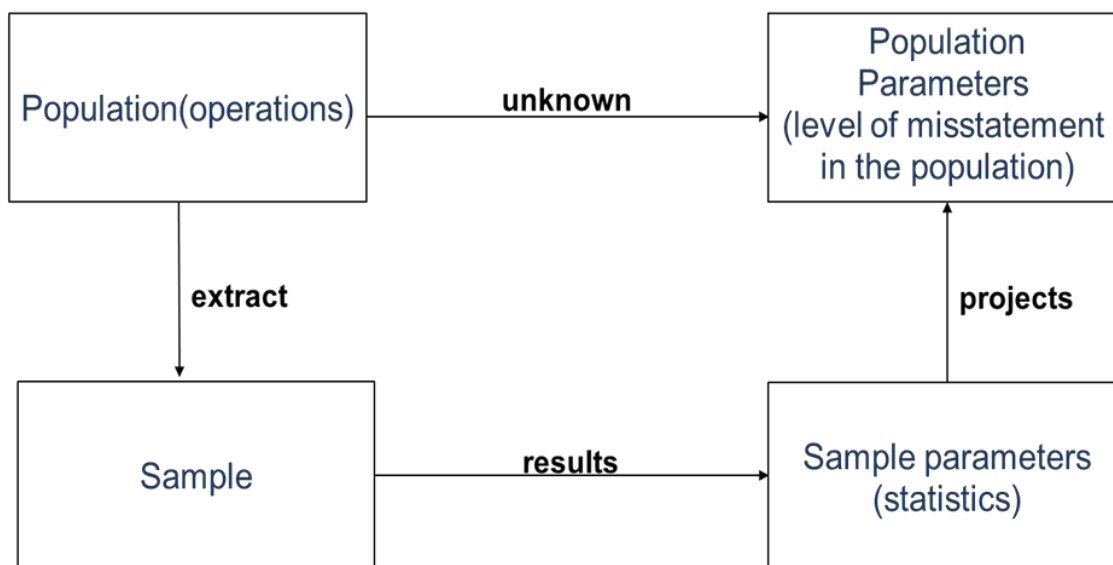 Population(operations)
unknown
Population
Parameters
(level of misstatement
in the population)
extract
projects
Sample
results
Sample parameters
(statistics)